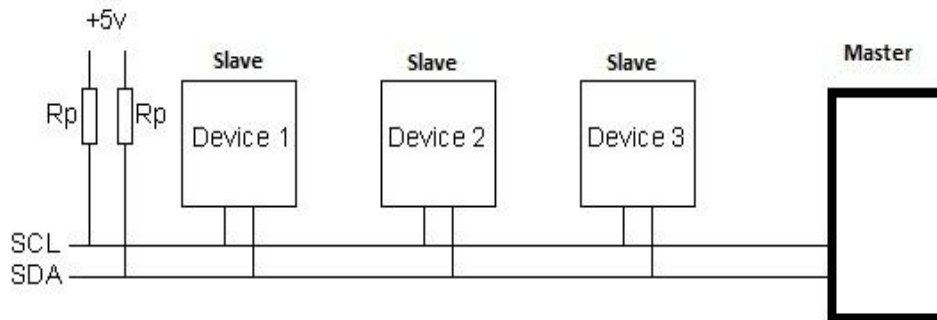 +5v
Slave
Slave
Slave
Master
Rp
Rp
Device 1
Device 2
Device 3
SCL
SDA